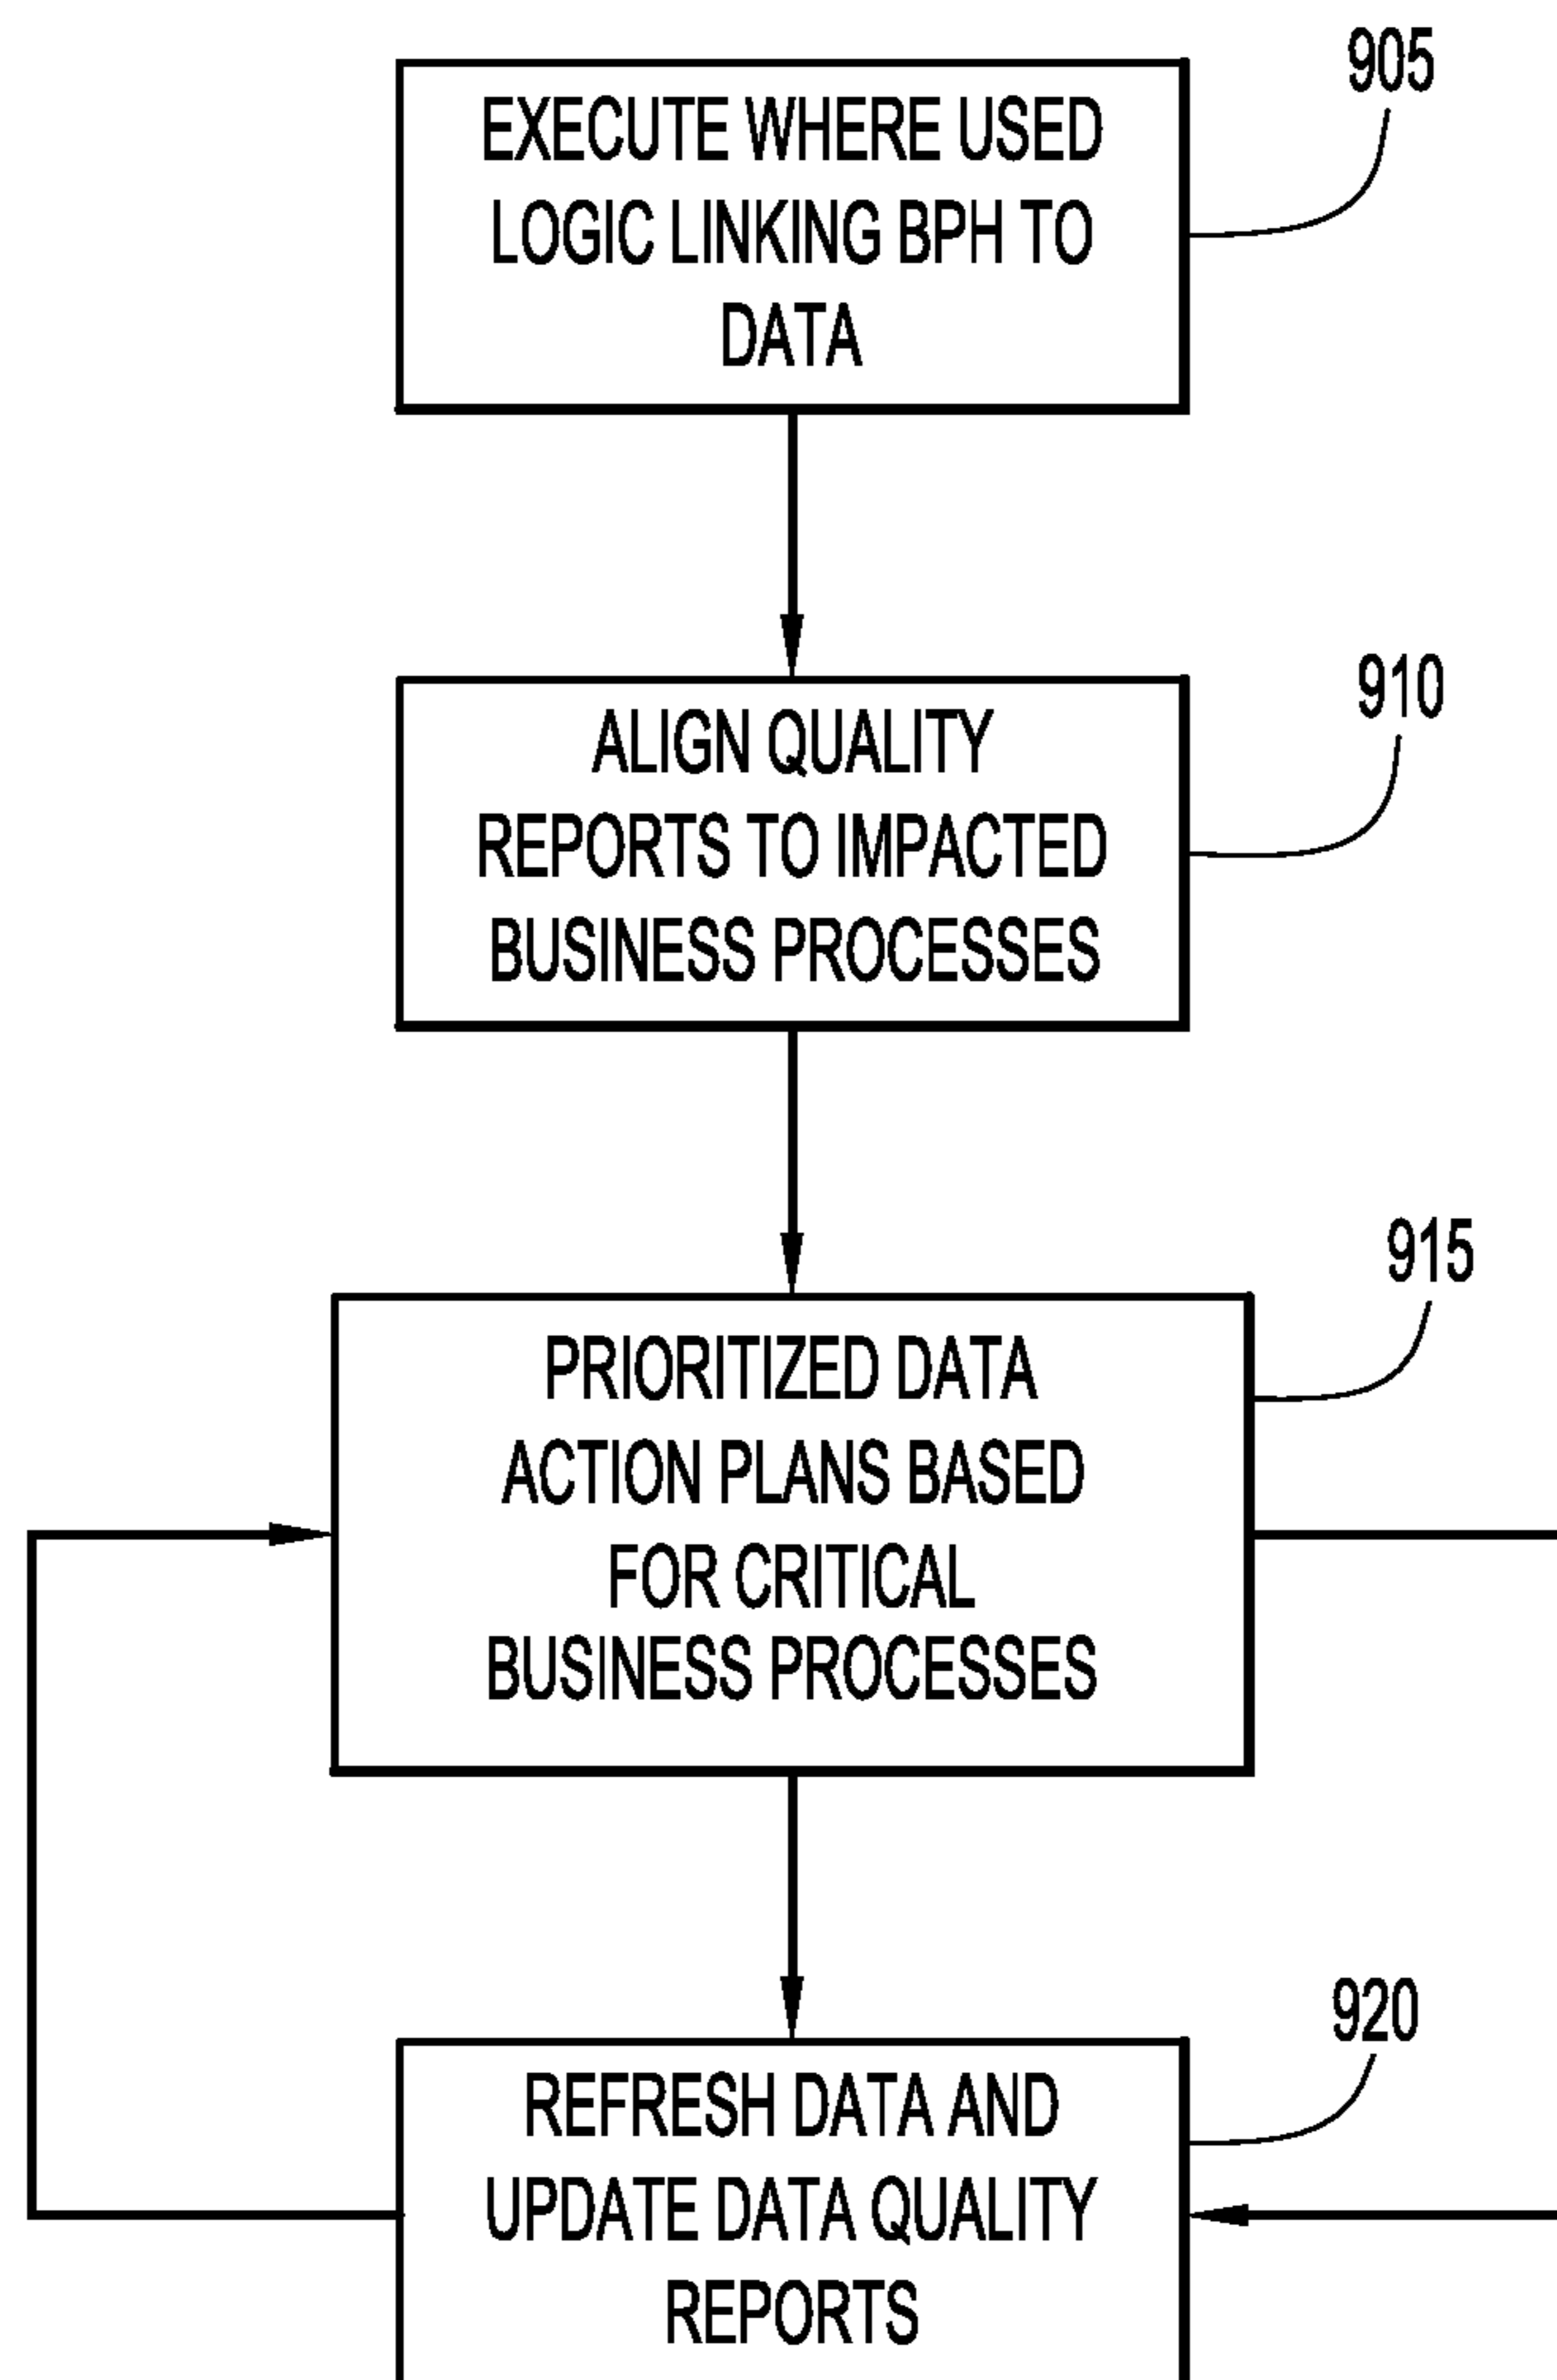 905
EXECUTE WHERE USED
LOGIC LINKING BPH TO
DATA
910
ALIGN QUALITY
REPORTS TO IMPACTED
BUSINESS PROCESSES
915
PRIORITIZED DATA
ACTION PLANS BASED
FOR CRITICAL
BUSINESS PROCESSES
920
REFRESH DATA AND
UPDATE DATA QUALITY
REPORTS